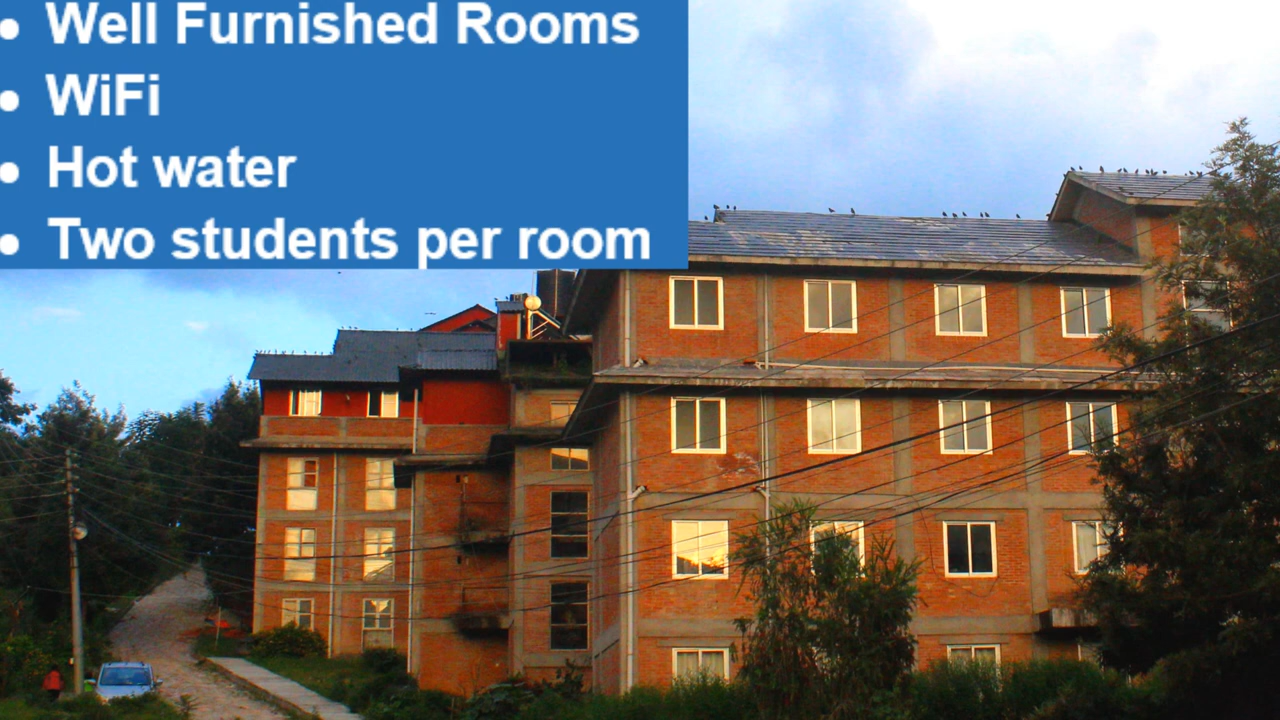 • Well Furnished Rooms
• WiFi
• Hot water
• Two students per room